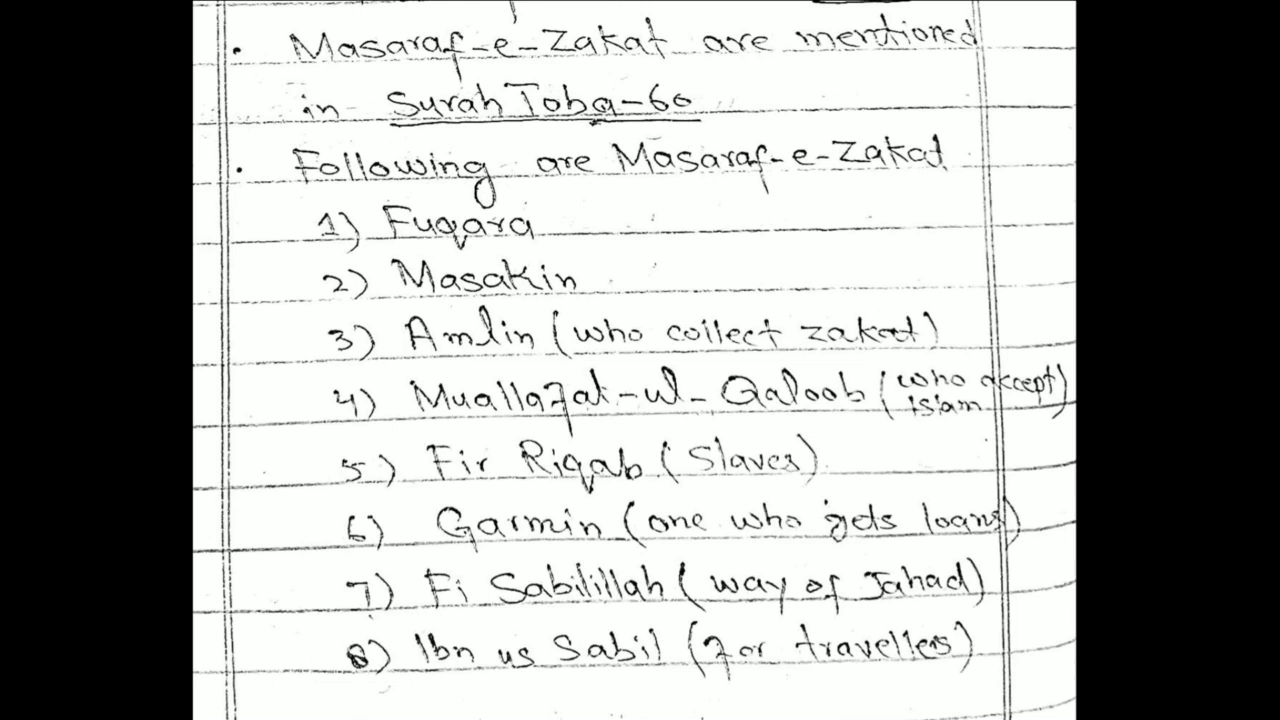 • Masaraf-e-Zakat are mentioned
in Surah Toba-60
• Following are Masaraf-e-Zakat
1) Fuqara
2) Masakin
3) Amlin (who collect zakat)
4) Muallafat-ul-Qaloob (who accept islam)
5) Fir Riqab (Slaves)
6) Garmin (one who gets loans)
7) Fi Sabilillah (way of Jahad)
8) Ibn us Sabil (for travellers)